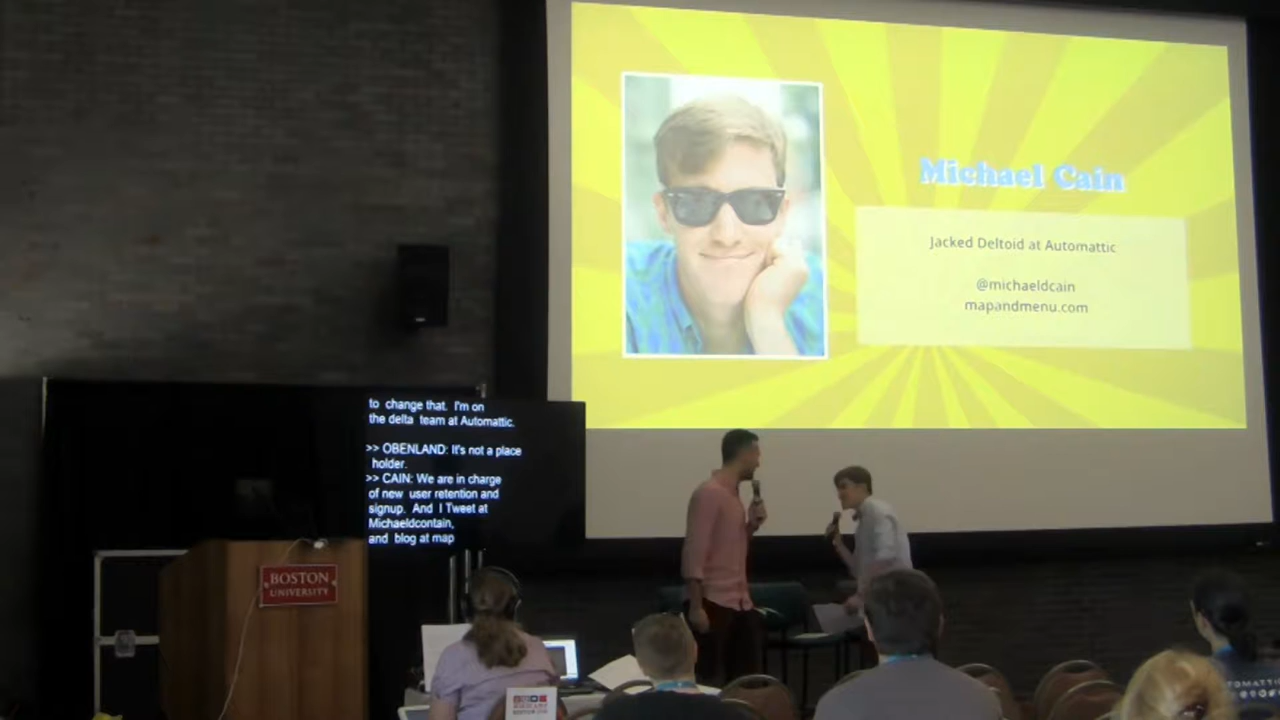 Michael Cain
Jacked Deltoid at Automattic
@michaeldcain
mapandmenu.com
to change that. I'm on
the delta team at Automattic.
>> OBENLAND: It's not a place
holder.
>> CAIN: We are in charge
of new user retention and
signup. And I Tweet at
Michaeldcontain,
and blog at map
BOSTON
UNIVERSITY